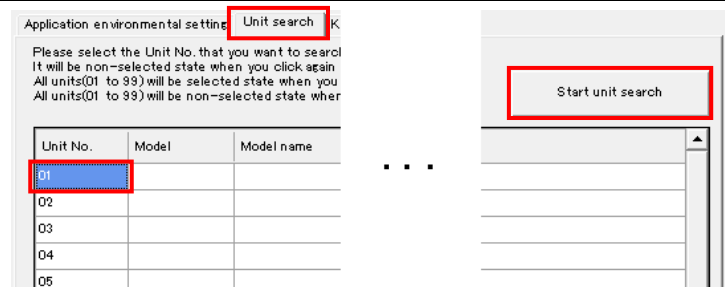 Application environmental setting Unit search K
Please select the Unit No. that you want to search
It will be non-selected state when you click again
All units(01 to 99) will be selected state when you
All units(01 to 99) will be non-selected state when
Start unit search
Unit No. Model Model name
...
01
02
03
04
05